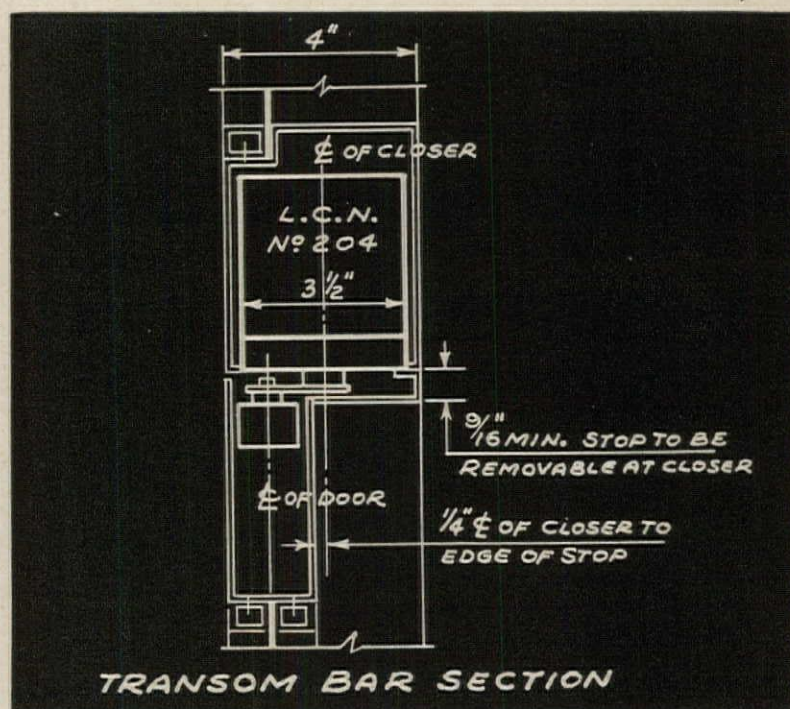 4"
℄ OF CLOSER
L.C.N.
Nº 204
3 ½"
9/16" MIN. STOP TO BE
REMOVABLE AT CLOSER
℄ OF DOOR
¼" ℄ OF CLOSER TO
EDGE OF STOP
TRANSOM BAR SECTION